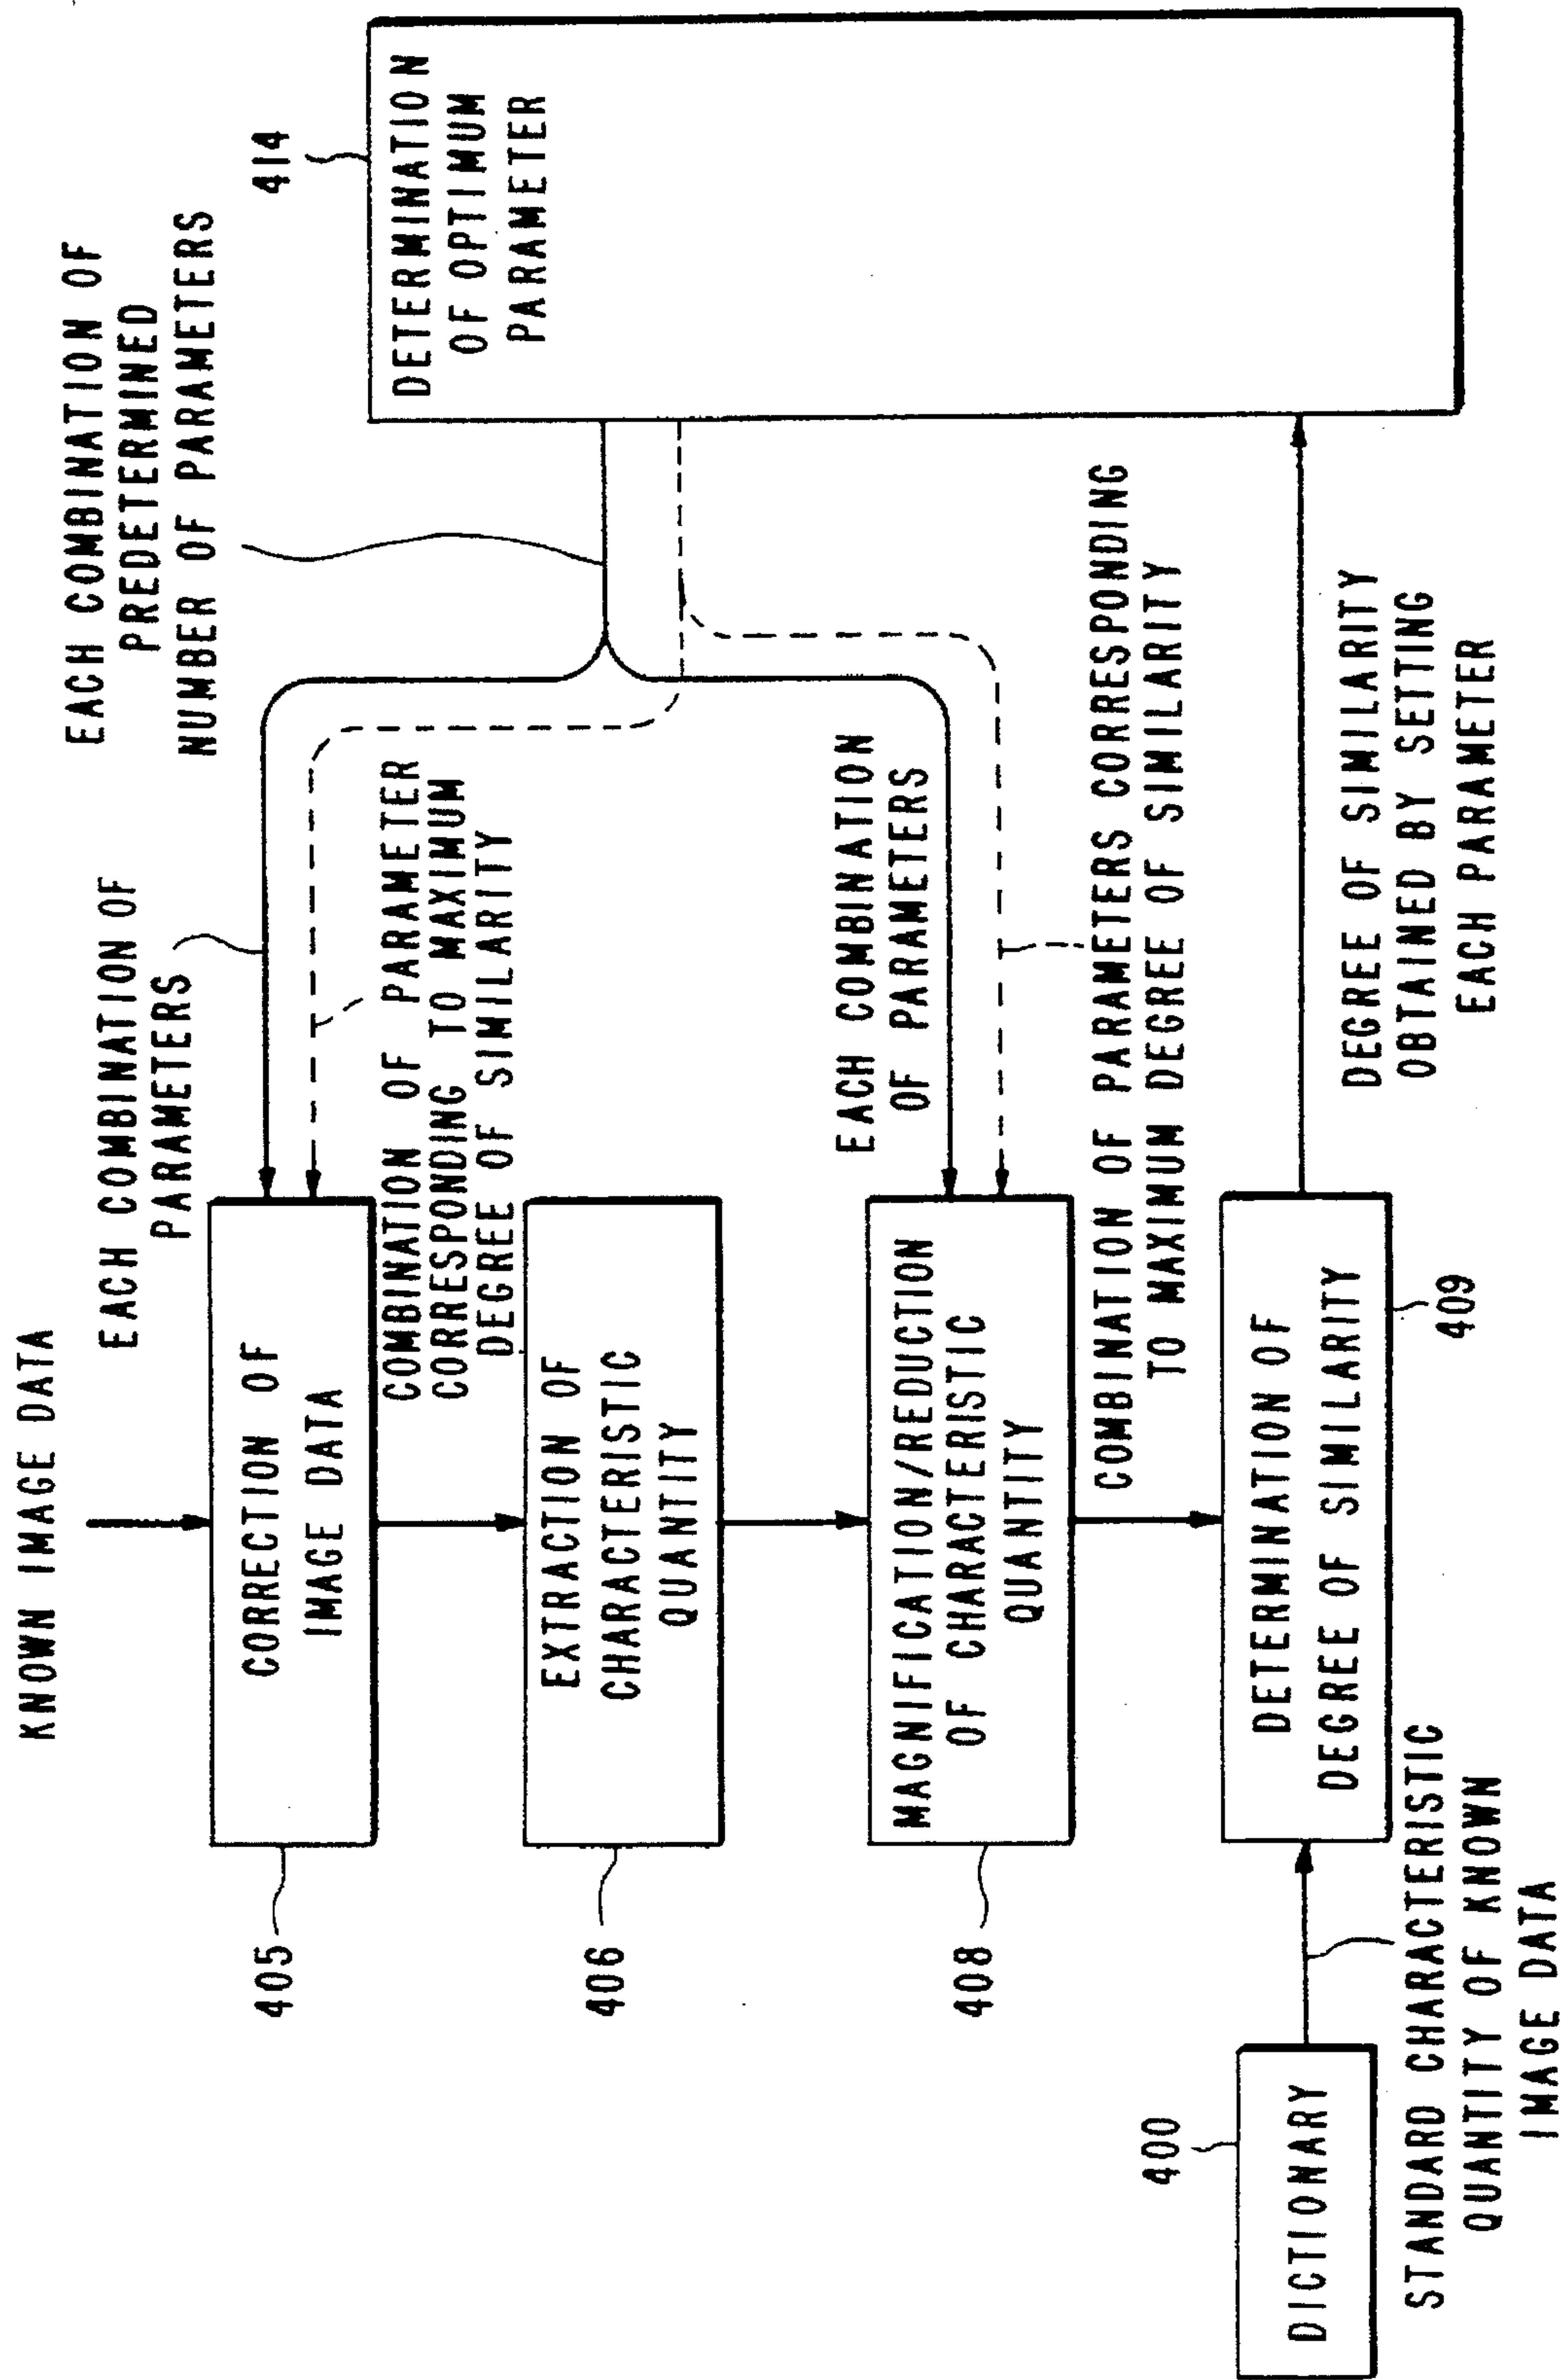 KNOWN IMAGE DATA
EACH COMBINATION OF
PARAMETERS
EACH COMBINATION OF
PREDETERMINED
NUMBER OF PARAMETERS
414
DETERMINATION
OF OPTIMUM
PARAMETER
405
CORRECTION OF
IMAGE DATA
COMBINATION OF PARAMETER
CORRESPONDING TO MAXIMUM
DEGREE OF SIMILARITY
406
EXTRACTION OF
CHARACTERISTIC
QUANTITY
EACH COMBINATION
OF PARAMETERS
408
MAGNIFICATION/REDUCTION
OF CHARACTERISTIC
QUANTITY
COMBINATION OF PARAMETERS CORRESPONDING
TO MAXIMUM DEGREE OF SIMILARITY
400
DICTIONARY
STANDARD CHARACTERISTIC
QUANTITY OF KNOWN
IMAGE DATA
DETERMINATION OF
DEGREE OF SIMILARITY
409
DEGREE OF SIMILARITY
OBTAINED BY SETTING
EACH PARAMETER